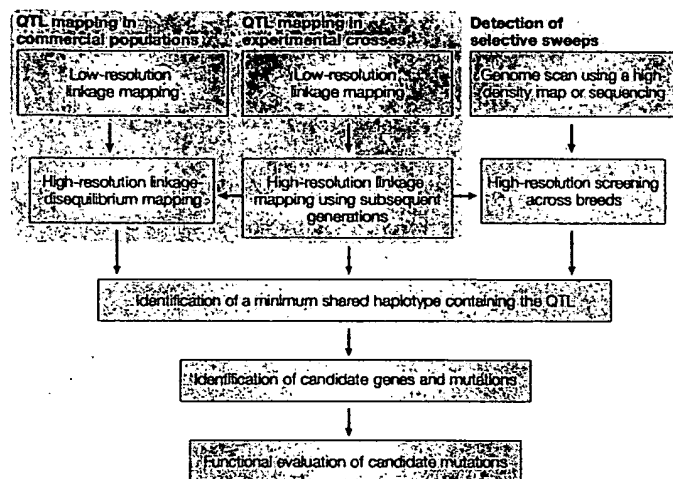 QTL mapping in
commercial populations
QTL mapping in
experimental crosses
Detection of
selective sweeps
Low-resolution
linkage mapping
Low-resolution
linkage mapping
Genome scan using a high-
density map or sequencing
High-resolution linkage-
disequilibrium mapping
High-resolution linkage
mapping using subsequent
generations
High-resolution screening
across breeds
Identification of a minimum shared haplotype containing the QTL
Identification of candidate genes and mutations
Functional evaluation of candidate mutations